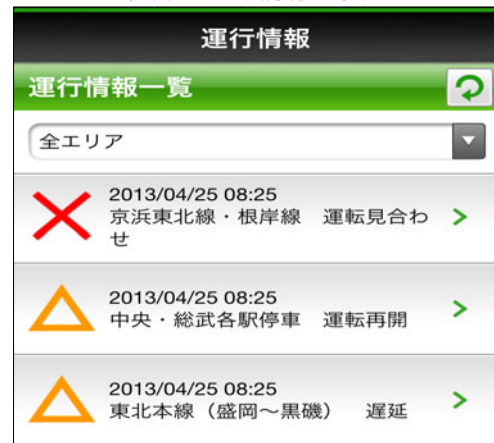 運行情報
運行情報一覧
全エリア
2013/04/25 08:25
京浜東北線・根岸線　運転見合わ
せ
2013/04/25 08:25
中央・総武各駅停車　運転再開
2013/04/25 08:25
東北本線（盛岡～黒磯）　遅延